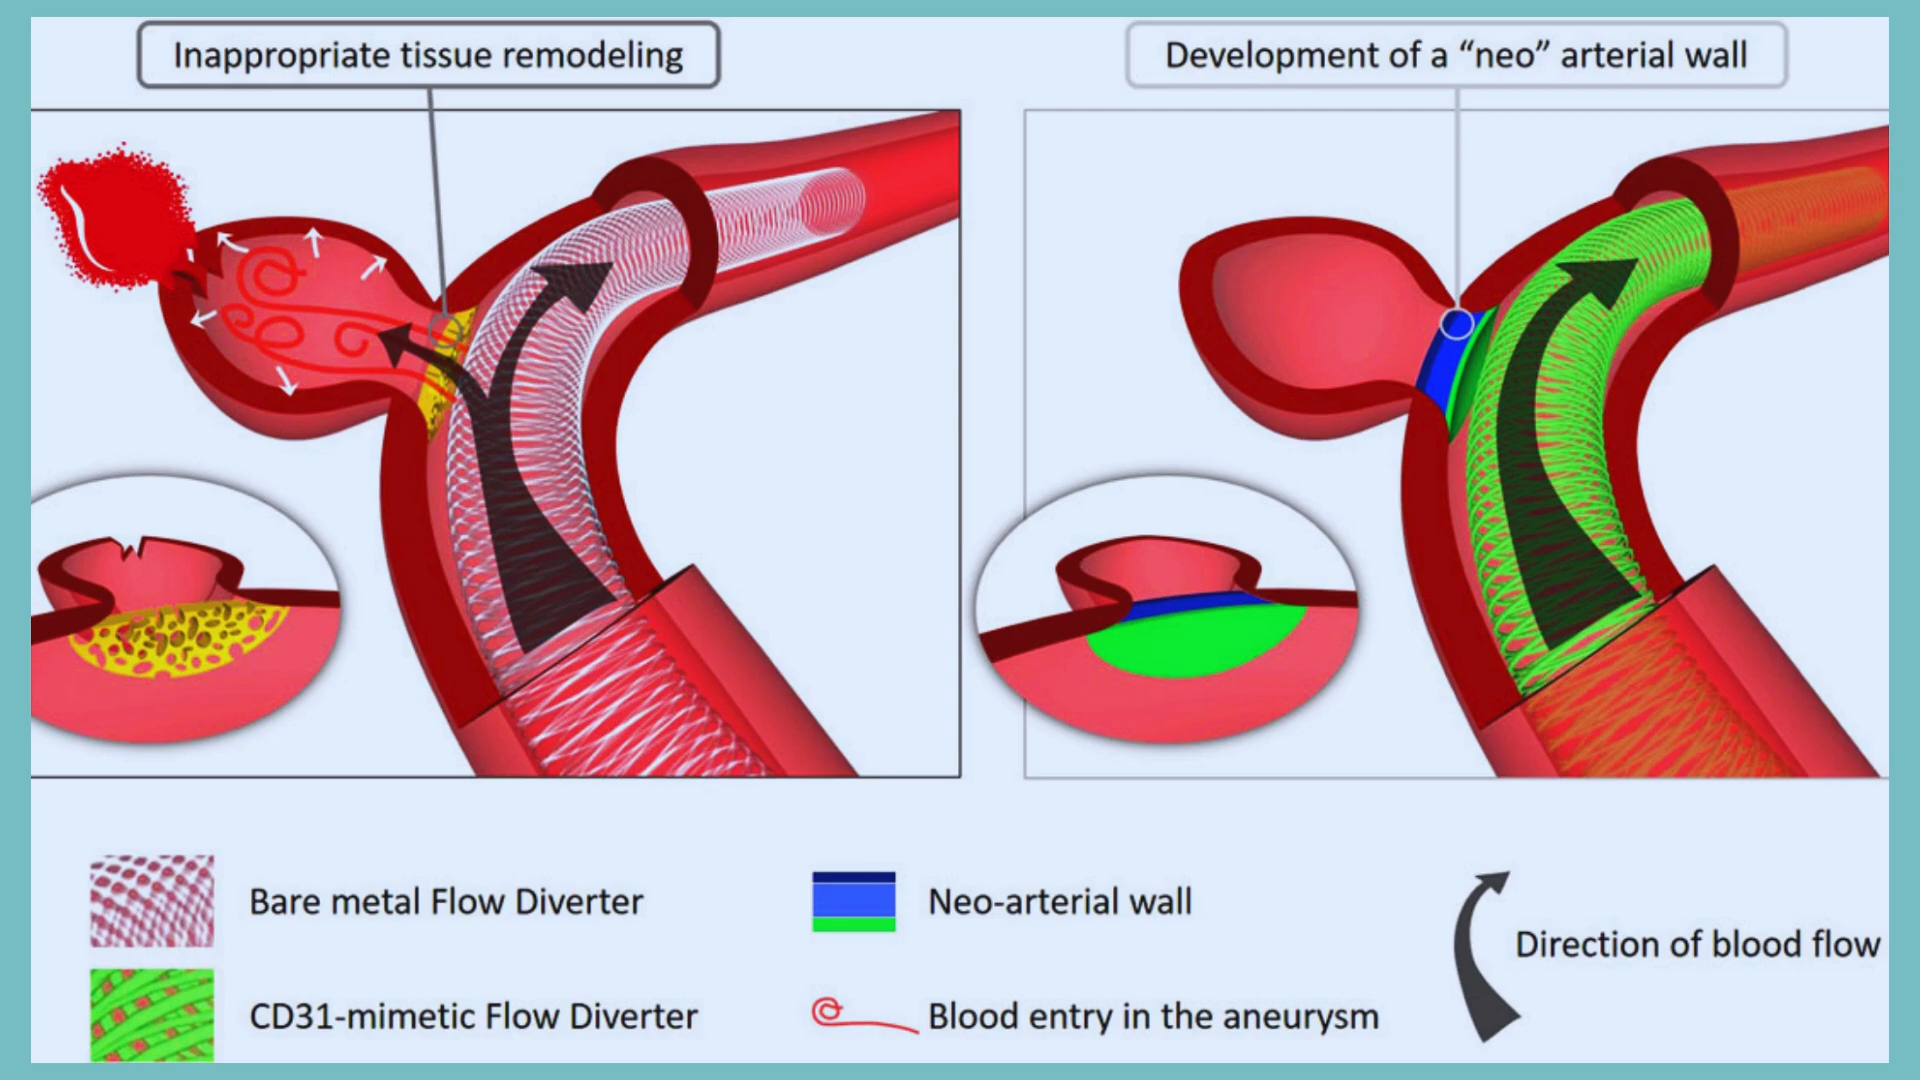 Inappropriate tissue remodeling
Development of a “neo” arterial wall
Bare metal Flow Diverter
Neo-arterial wall
Direction of blood flow
CD31-mimetic Flow Diverter
Blood entry in the aneurysm